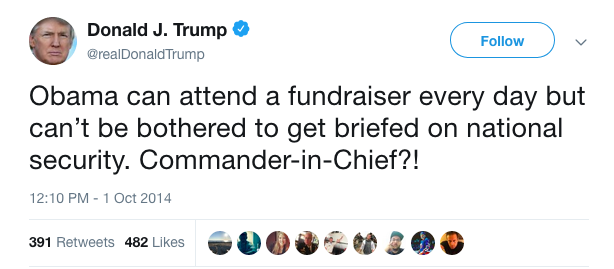 Donald J. Trump
@realDonaldTrump
Follow
Obama can attend a fundraiser every day but
can’t be bothered to get briefed on national
security. Commander-in-Chief?!
12:10 PM - 1 Oct 2014
391 Retweets 482 Likes